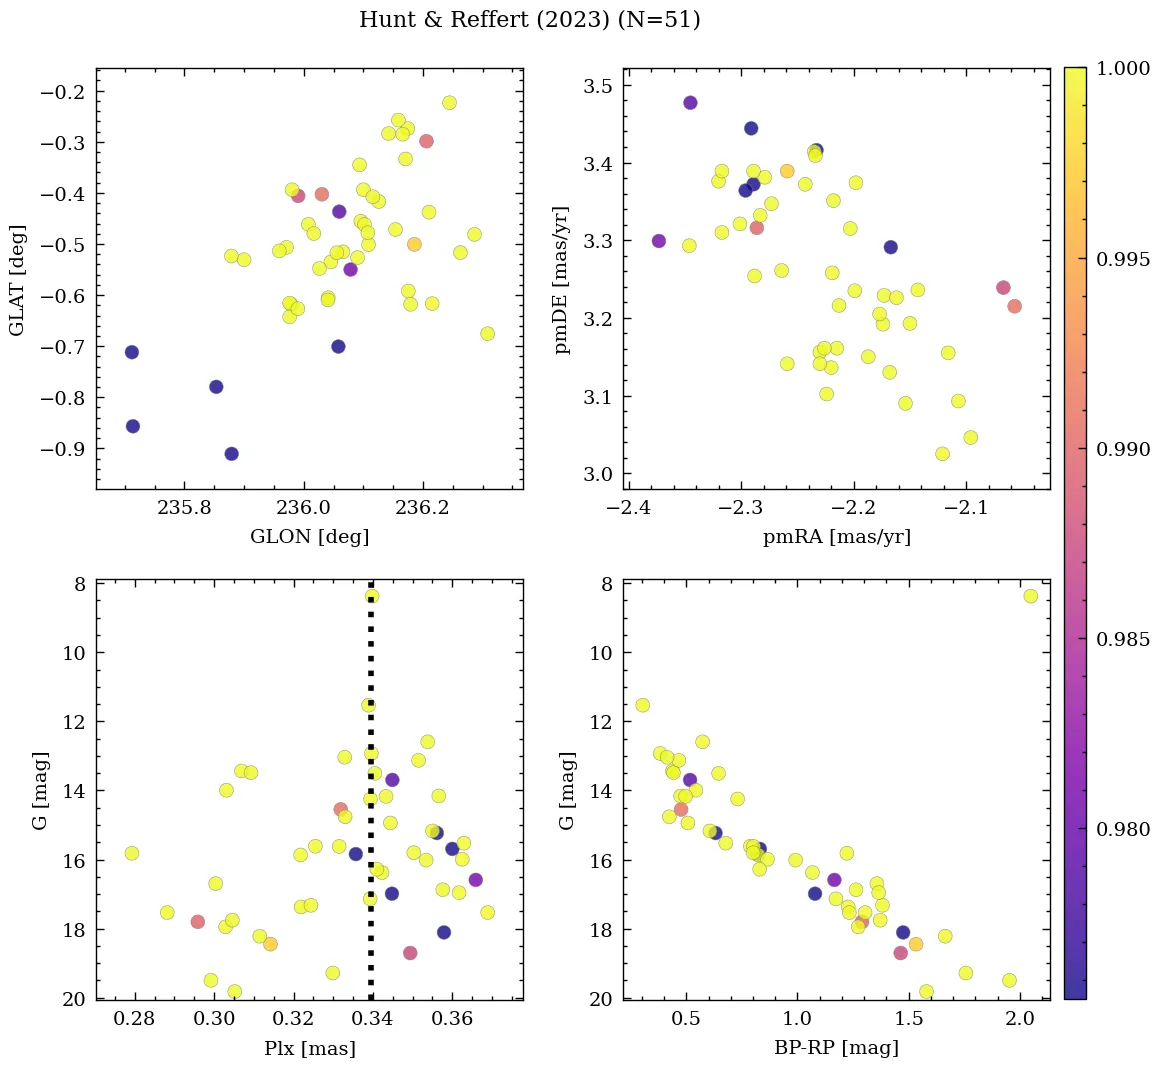 Hunt & Reffert (2023) (N=51)
−0.2
−0.3
−0.4
−0.5
−0.6
−0.7
−0.8
−0.9
GLAT [deg]
235.8 236.0 236.2
GLON [deg]
3.5
3.4
3.3
3.2
3.1
3.0
pmDE [mas/yr]
−2.4 −2.3 −2.2 −2.1
pmRA [mas/yr]
1.000
0.995
0.990
0.985
0.980
8
10
12
14
16
18
20
G [mag]
0.28 0.30 0.32 0.34 0.36
Plx [mas]
8
10
12
14
16
18
20
G [mag]
0.5 1.0 1.5 2.0
BP-RP [mag]